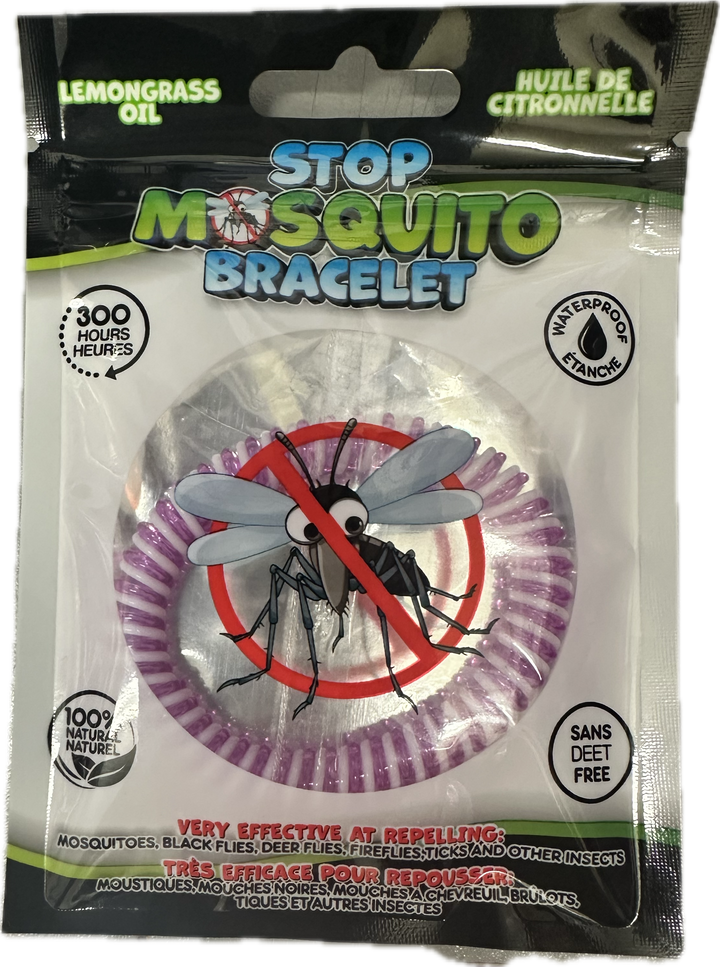 LEMONGRASS
OIL
HUILE DE
CITRONNELLE
STOP
MOSQUITO
BRACELET
300
HOURS
HEURES
WATERPROOF
ÉTANCHE
100%
NATURAL
NATUREL
SANS
DEET
FREE
VERY EFFECTIVE AT REPELLING:
MOSQUITOES, BLACK FLIES, DEER FLIES, FIREFLIES,TICKS AND OTHER INSECTS
TRÈS EFFICACE POUR REPOUSSER:
MOUSTIQUES, MOUCHES NOIRES, MOUCHES A CHEVREUIL, BRÛLOTS,
TIQUES ET AUTRES INSECTES